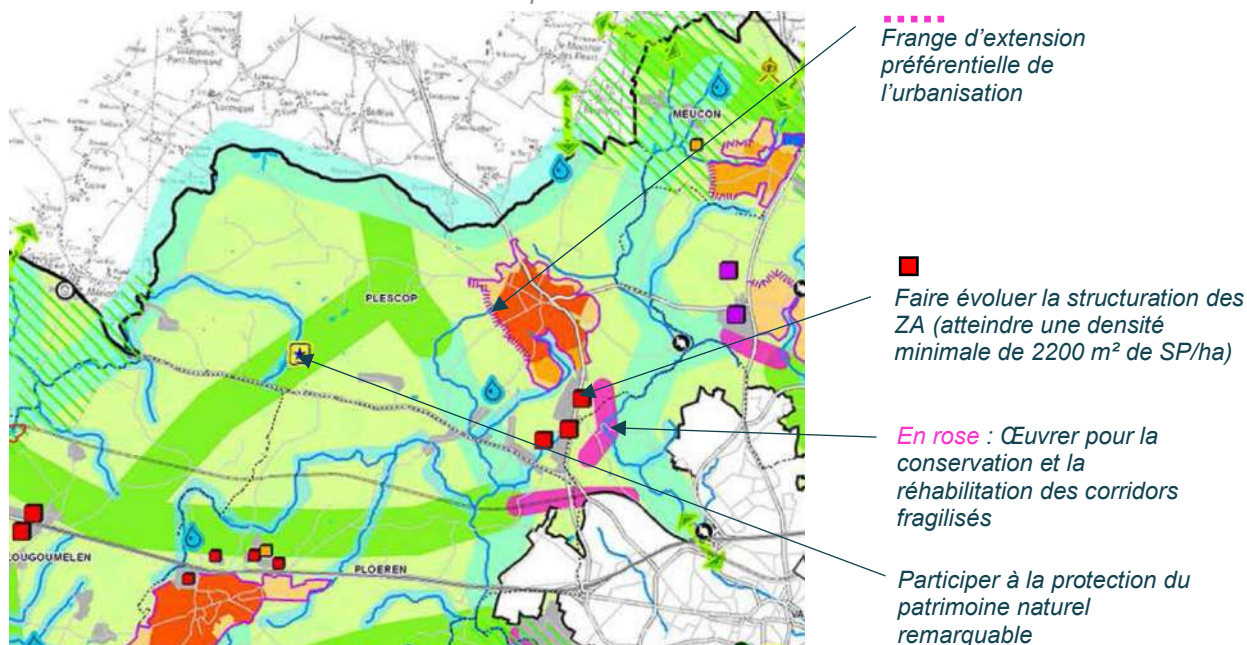 Frange d'extension
préférentielle de
l'urbanisation
MEUCON
PLESCOP
Faire évoluer la structuration des
ZA (atteindre une densité
minimale de 2200 m² de SP/ha)
En rose : Œuvrer pour la
conservation et la
réhabilitation des corridors
fragilisés
OUGOUMELEN
PLOEREN
Participer à la protection du
patrimoine naturel
remarquable